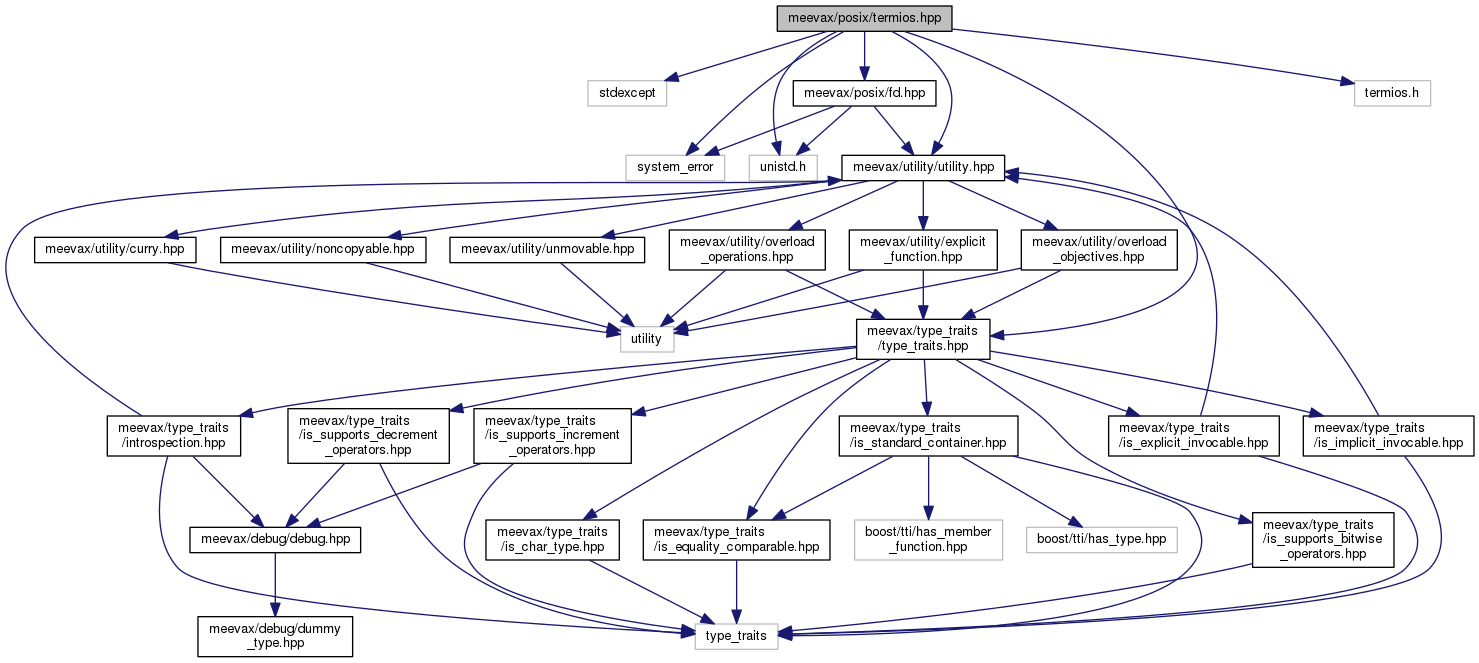 meevax/posix/termios.hpp
stdexcept
meevax/posix/fd.hpp
termios.h
system_error
unistd.h
meevax/utility/utility.hpp
meevax/utility/curry.hpp
meevax/utility/noncopyable.hpp
meevax/utility/unmovable.hpp
meevax/utility/overload
_operations.hpp
meevax/utility/explicit
_function.hpp
meevax/utility/overload
_objectives.hpp
utility
meevax/type_traits
/type_traits.hpp
meevax/type_traits
/introspection.hpp
meevax/type_traits
/is_supports_decrement
_operators.hpp
meevax/type_traits
/is_supports_increment
_operators.hpp
meevax/type_traits
/is_standard_container.hpp
meevax/type_traits
/is_explicit_invocable.hpp
meevax/type_traits
/is_implicit_invocable.hpp
meevax/debug/debug.hpp
meevax/type_traits
/is_char_type.hpp
meevax/type_traits
/is_equality_comparable.hpp
boost/tti/has_member
_function.hpp
boost/tti/has_type.hpp
meevax/type_traits
/is_supports_bitwise
_operators.hpp
meevax/debug/dummy
_type.hpp
type_traits